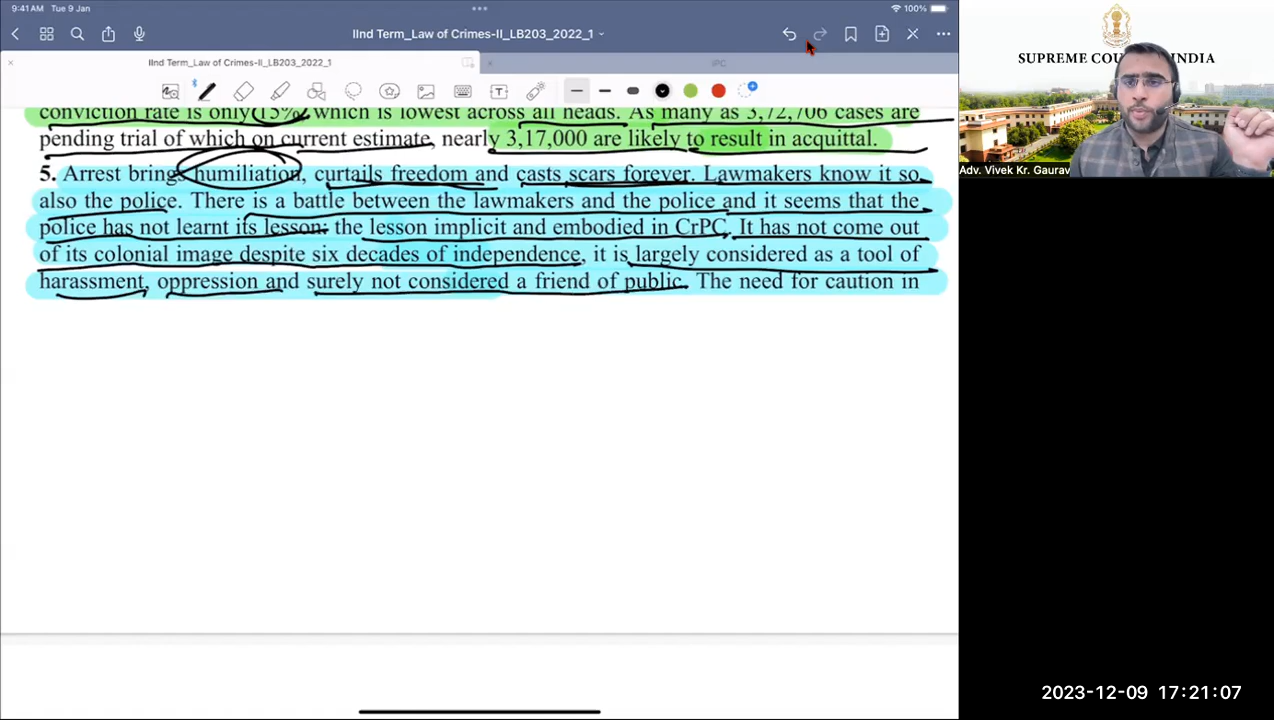 9:41 AM Tue 9 Jan
100%
IInd Term_Law of Crimes-II_LB203_2022_1
IInd Term_Law of Crimes-II_LB203_2022_1
IPC
conviction rate is only 15% which is lowest across all heads. As many as 3,72,706 cases are
pending trial of which on current estimate, nearly 3,17,000 are likely to result in acquittal.
5. Arrest brings humiliation, curtails freedom and casts scars forever. Lawmakers know it so
also the police. There is a battle between the lawmakers and the police and it seems that the
police has not learnt its lesson: the lesson implicit and embodied in CrPC. It has not come out
of its colonial image despite six decades of independence, it is largely considered as a tool of
harassment, oppression and surely not considered a friend of public. The need for caution in
SUPREME COU INDIA
Adv. Vivek Kr. Gaurav
2023-12-09 17:21:07